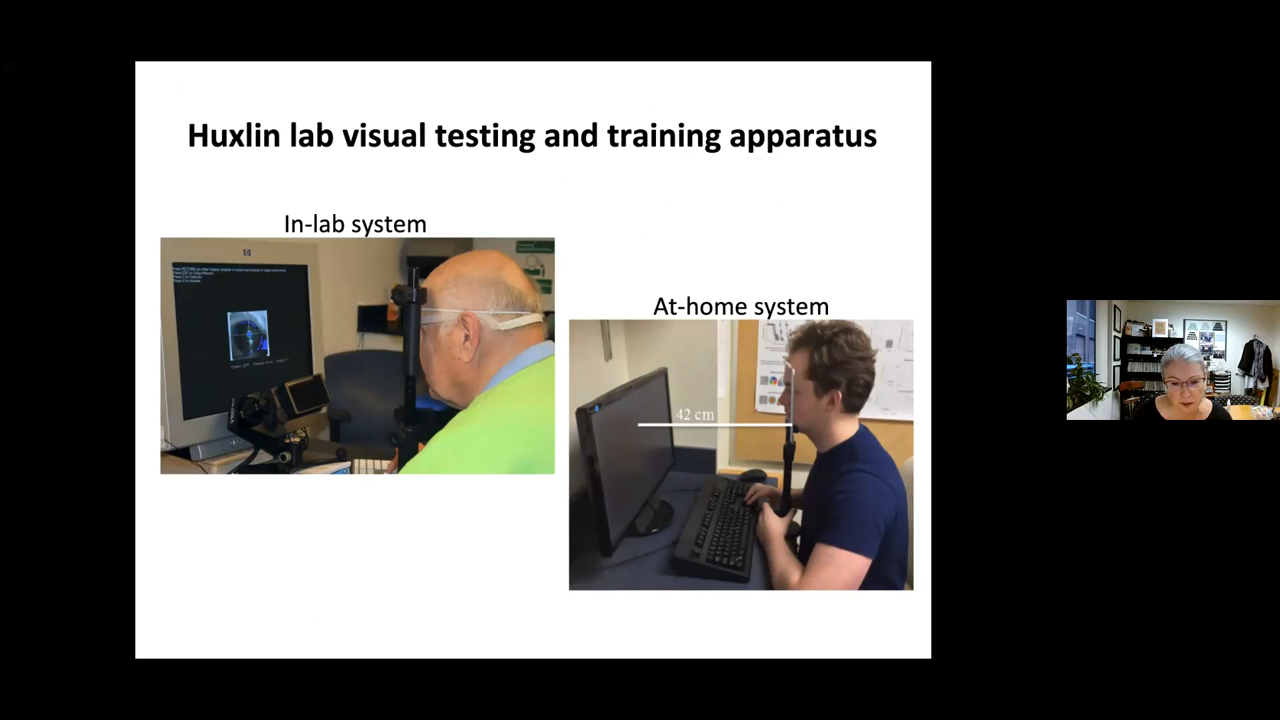 Huxlin lab visual testing and training apparatus
In-lab system
At-home system
42 cm